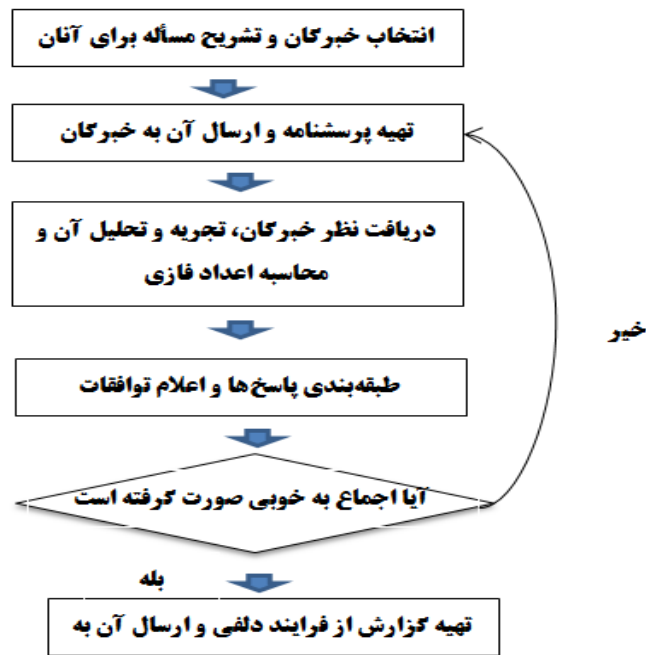 انتخاب خبرگان و تشریح مسأله برای آنان
تهیه پرسشنامه و ارسال آن به خبرگان
دریافت نظر خبرگان، تجریه و تحلیل آن و
محاسبه اعداد فازی
خیر
طبقه‌بندی پاسخ‌ها و اعلام توافقات
آیا اجماع به خوبی صورت گرفته است
بله
تهیه گزارش از فرایند دلفی و ارسال آن به